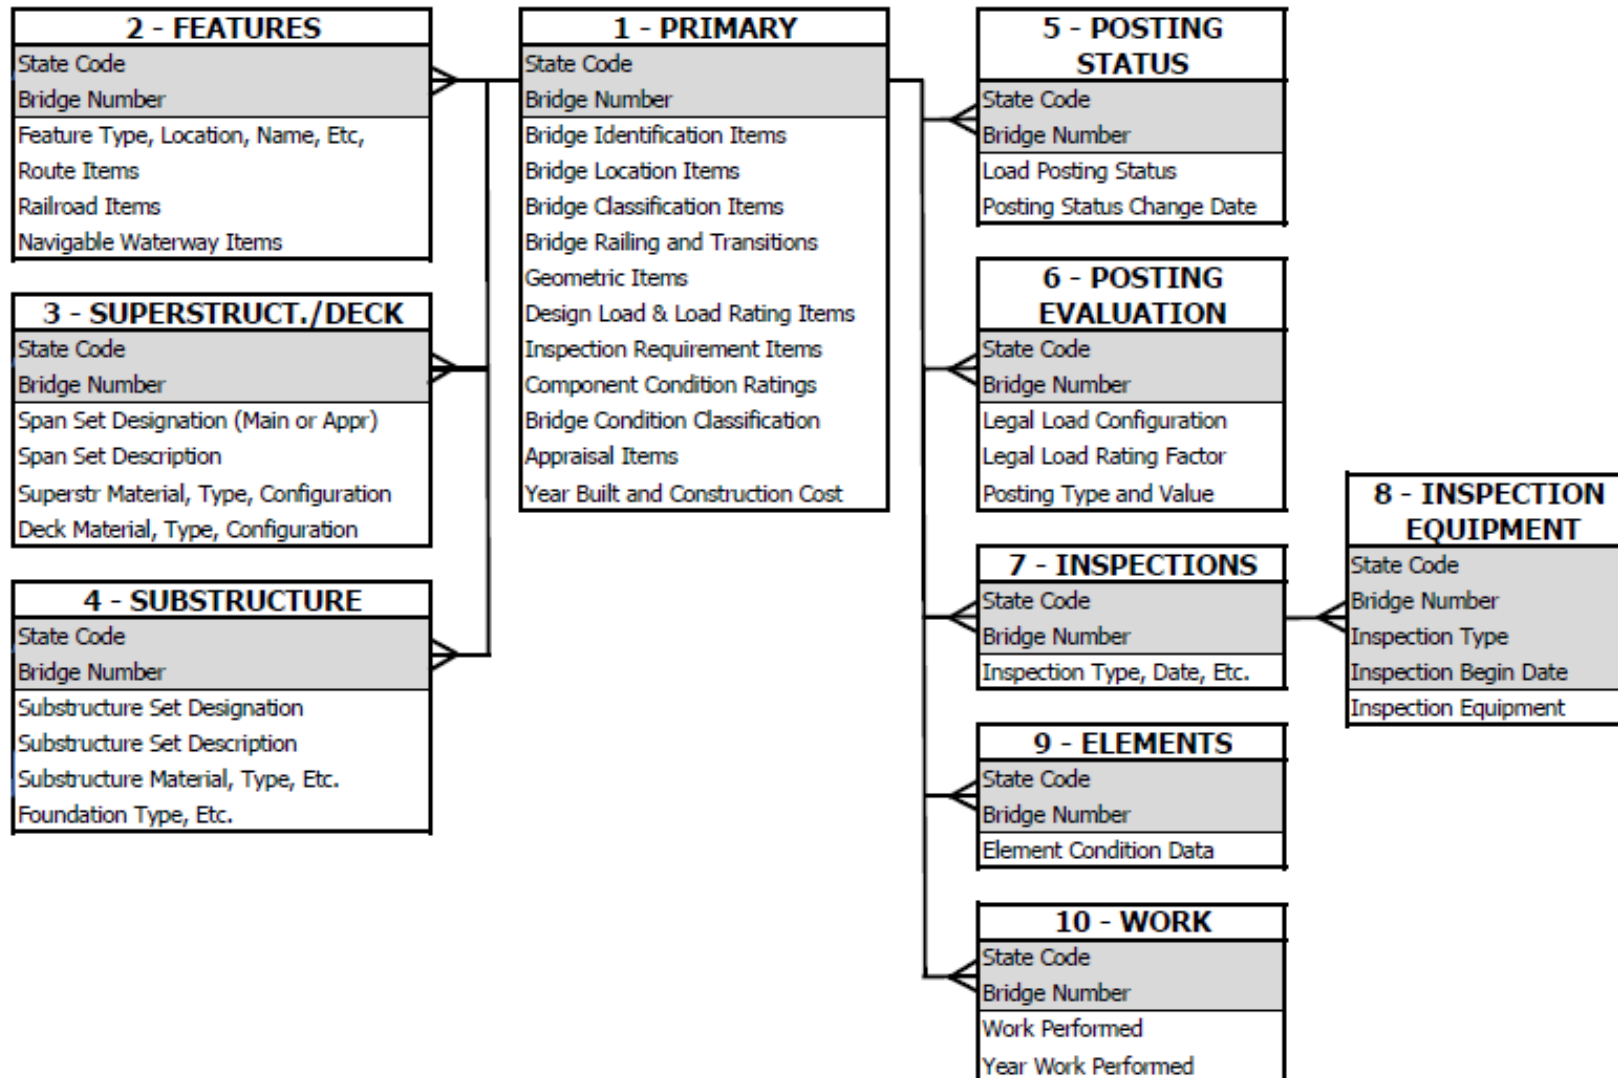 2 - FEATURES
State Code
Bridge Number
Feature Type, Location, Name, Etc,
Route Items
Railroad Items
Navigable Waterway Items
3 - SUPERSTRUCT./DECK
State Code
Bridge Number
Span Set Designation (Main or Appr)
Span Set Description
Superstr Material, Type, Configuration
Deck Material, Type, Configuration
4 - SUBSTRUCTURE
State Code
Bridge Number
Substructure Set Designation
Substructure Set Description
Substructure Material, Type, Etc.
Foundation Type, Etc.
1 - PRIMARY
State Code
Bridge Number
Bridge Identification Items
Bridge Location Items
Bridge Classification Items
Bridge Railing and Transitions
Geometric Items
Design Load & Load Rating Items
Inspection Requirement Items
Component Condition Ratings
Bridge Condition Classification
Appraisal Items
Year Built and Construction Cost
5 - POSTING
STATUS
State Code
Bridge Number
Load Posting Status
Posting Status Change Date
6 - POSTING
EVALUATION
State Code
Bridge Number
Legal Load Configuration
Legal Load Rating Factor
Posting Type and Value
7 - INSPECTIONS
State Code
Bridge Number
Inspection Type, Date, Etc.
8 - INSPECTION
EQUIPMENT
State Code
Bridge Number
Inspection Type
Inspection Begin Date
Inspection Equipment
9 - ELEMENTS
State Code
Bridge Number
Element Condition Data
10 - WORK
State Code
Bridge Number
Work Performed
Year Work Performed